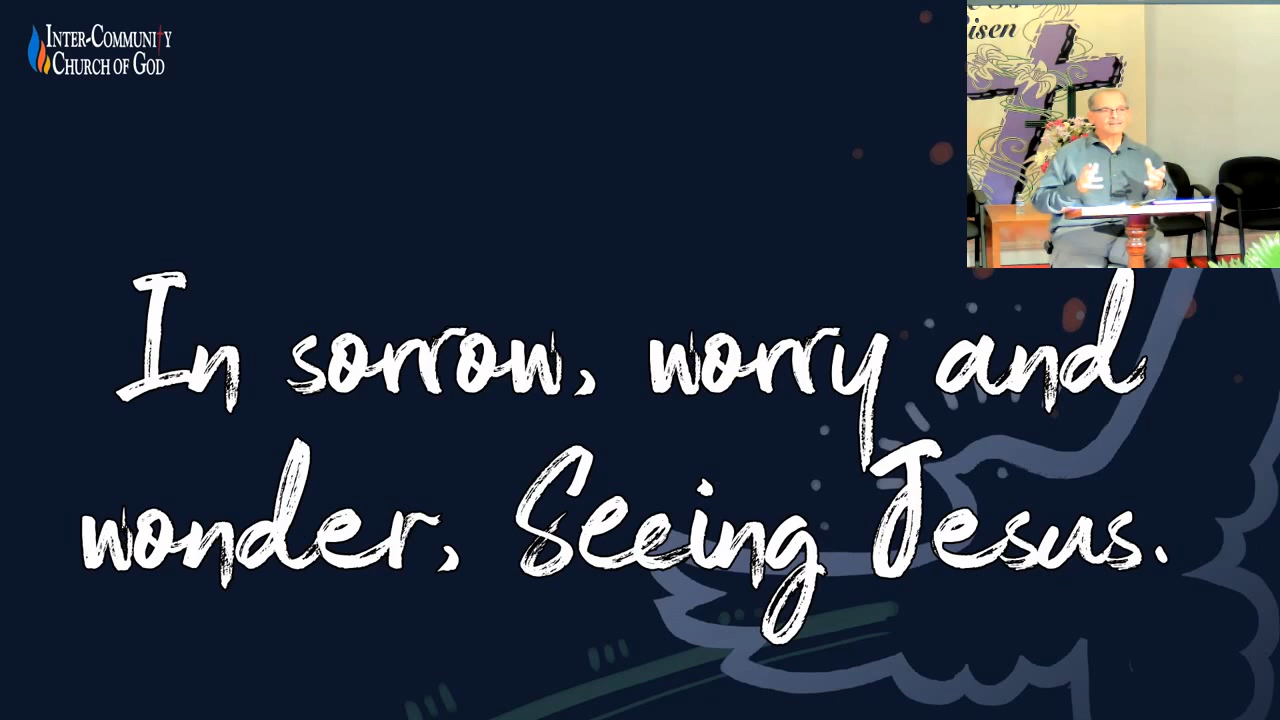 INTER-COMMUNITY
CHURCH OF GOD
isen
In sorrow, worry and
wonder, Seeing Jesus.